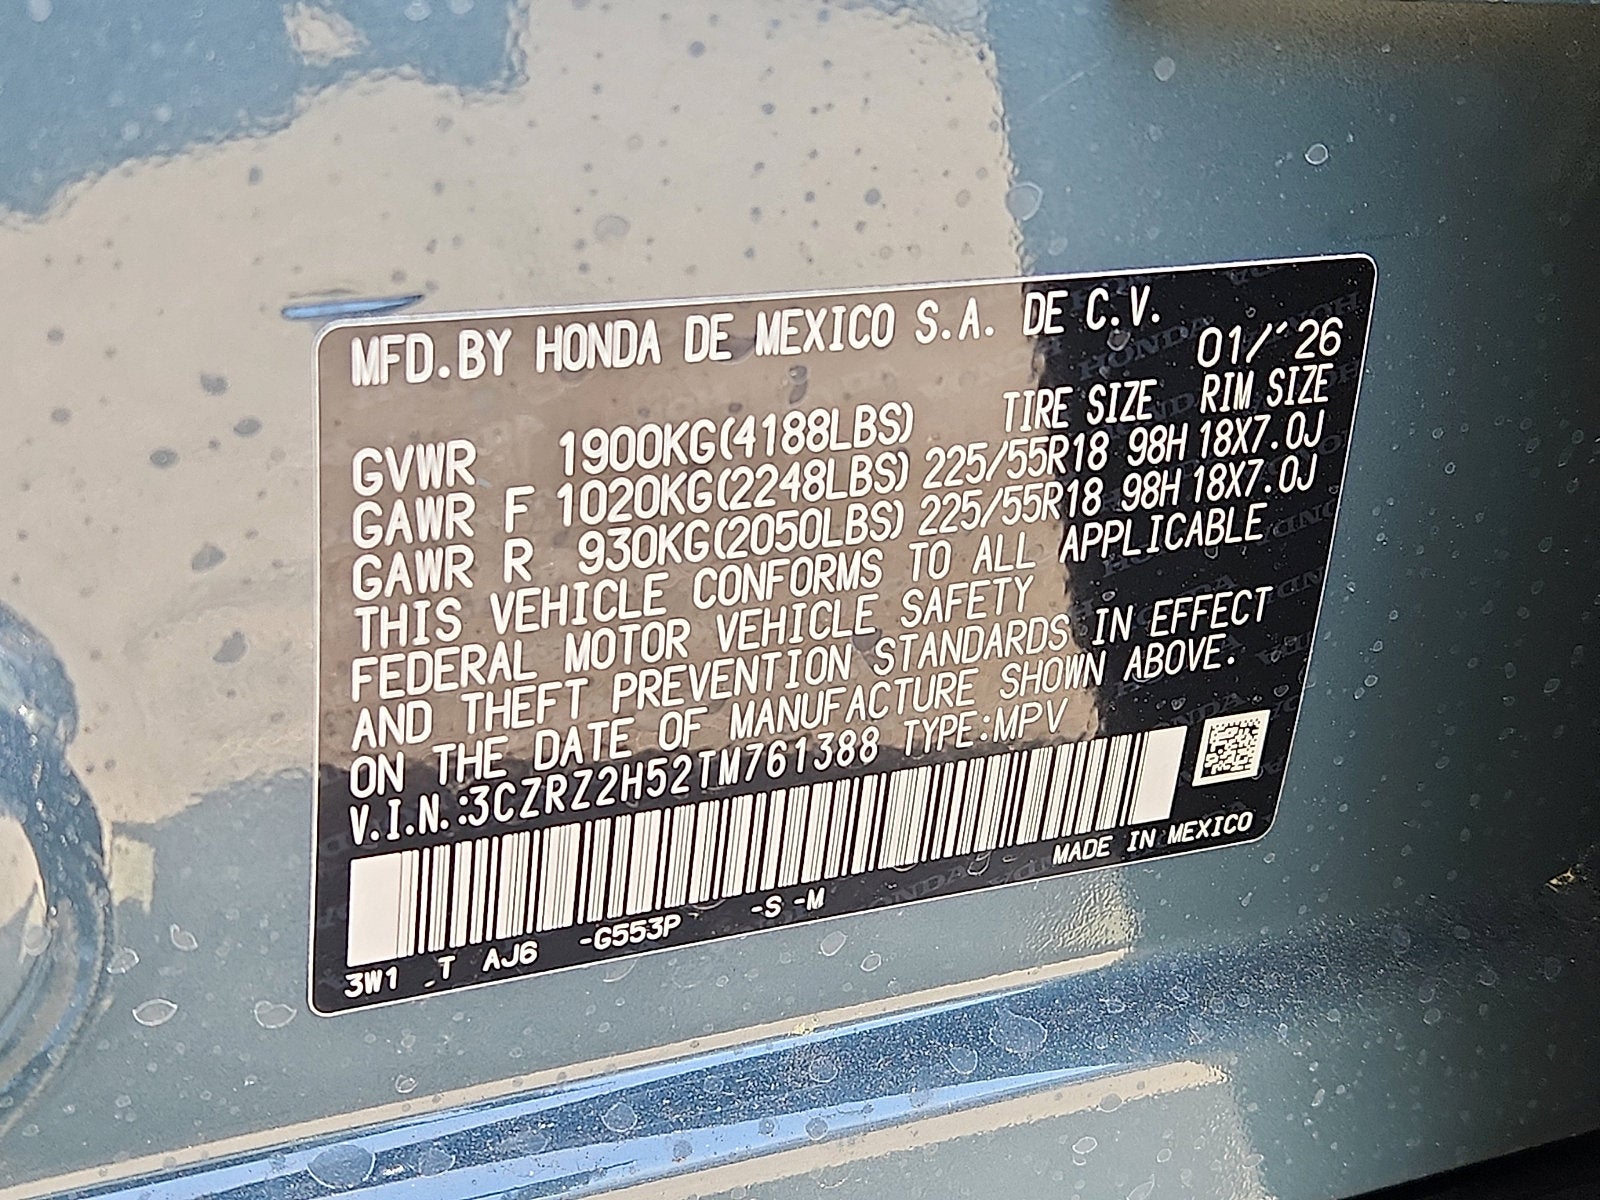 MFD.BY HONDA DE MEXICO S.A. DE C.V.
01/´26
TIRE SIZE RIM SIZE
GVWR 1900KG(4188LBS)
GAWR F 1020KG(2248LBS) 225/55R18 98H 18X7.0J
GAWR R 930KG(2050LBS) 225/55R18 98H 18X7.0J
THIS VEHICLE CONFORMS TO ALL APPLICABLE
FEDERAL MOTOR VEHICLE SAFETY
AND THEFT PREVENTION STANDARDS IN EFFECT
ON THE DATE OF MANUFACTURE SHOWN ABOVE.
V.I.N.:3CZRZ2H52TM761388 TYPE:MPV
MADE IN MEXICO
3W1 T AJ6 -G553P -S -M